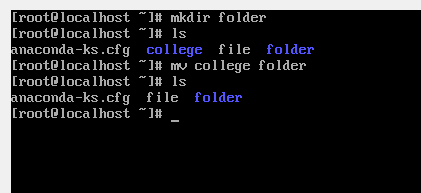 [root@localhost ~]# mkdir folder
[root@localhost ~]# ls
anaconda-ks.cfg college file folder
[root@localhost ~]# mv college folder
[root@localhost ~]# ls
anaconda-ks.cfg file folder
[root@localhost ~]# _